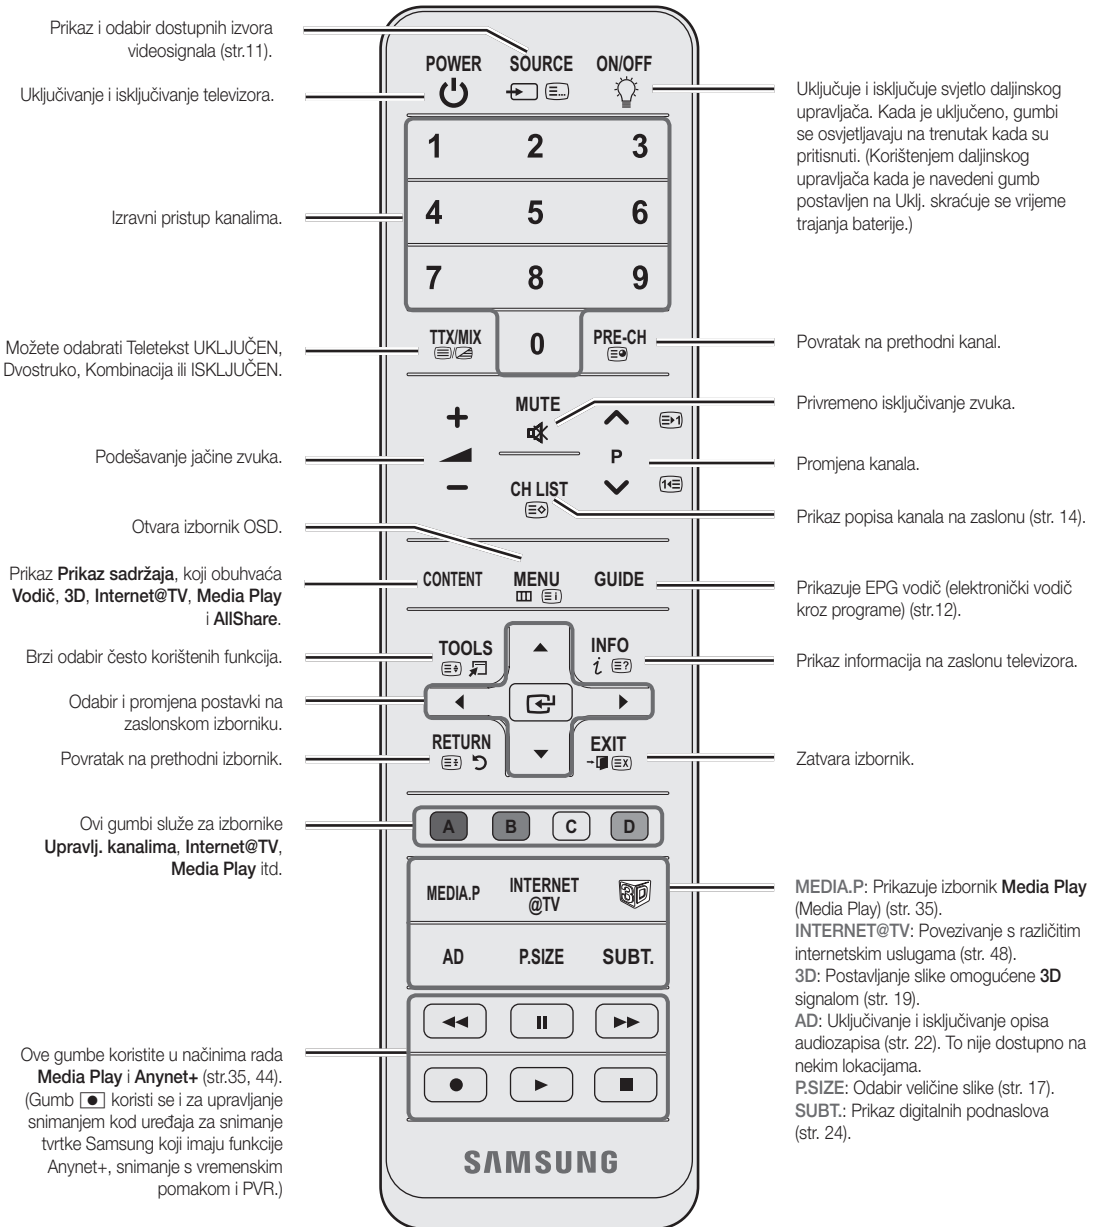 Prikaz i odabir dostupnih izvora
videosignala (str.11).
Uključivanje i isključivanje televizora.
Izravni pristup kanalima.
Možete odabrati Teletekst UKLJUČEN,
Dvostruko, Kombinacija ili ISKLJUČEN.
Podešavanje jačine zvuka.
Otvara izbornik OSD.
Prikaz Prikaz sadržaja, koji obuhvaća
Vodič, 3D, Internet@TV, Media Play
i AllShare.
Brzi odabir često korištenih funkcija.
Odabir i promjena postavki na
zaslonskom izborniku.
Povratak na prethodni izbornik.
Ovi gumbi služe za izbornike
Upravlj. kanalima, Internet@TV,
Media Play itd.
Ove gumbe koristite u načinima rada
Media Play i Anynet+ (str.35, 44).
(Gumb koristi se i za upravljanje
snimanjem kod uređaja za snimanje
tvrtke Samsung koji imaju funkcije
Anynet+, snimanje s vremenskim
pomakom i PVR.)
POWER SOURCE ON/OFF
1 2 3
4 5 6
7 8 9
TTX/MIX 0 PRE-CH
MUTE
P
CH LIST
CONTENT MENU GUIDE
TOOLS INFO
RETURN EXIT
A B C D
MEDIA.P INTERNET
@TV 3D
AD P.SIZE SUBT.
SAMSUNG
Uključuje i isključuje svjetlo daljinskog
upravljača. Kada je uključeno, gumbi
se osvjetljavaju na trenutak kada su
pritisnuti. (Korištenjem daljinskog
upravljača kada je navedeni gumb
postavljen na Uklj. skraćuje se vrijeme
trajanja baterije.)
Povratak na prethodni kanal.
Privremeno isključivanje zvuka.
Promjena kanala.
Prikaz popisa kanala na zaslonu (str. 14).
Prikazuje EPG vodič (elektronički vodič
kroz programe) (str.12).
Prikaz informacija na zaslonu televizora.
Zatvara izbornik.
MEDIA.P: Prikazuje izbornik Media Play
(Media Play) (str. 35).
INTERNET@TV: Povezivanje s različitim
internetskim uslugama (str. 48).
3D: Postavljanje slike omogućene 3D
signalom (str. 19).
AD: Uključivanje i isključivanje opisa
audiozapisa (str. 22). To nije dostupno na
nekim lokacijama.
P.SIZE: Odabir veličine slike (str. 17).
SUBT.: Prikaz digitalnih podnaslova
(str. 24).